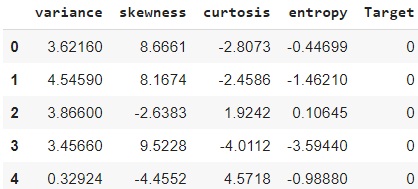 variance skewness curtosis entropy Target
0 3.62160 8.6661 -2.8073 -0.44699 0
1 4.54590 8.1674 -2.4586 -1.46210 0
2 3.86600 -2.6383 1.9242 0.10645 0
3 3.45660 9.5228 -4.0112 -3.59440 0
4 0.32924 -4.4552 4.5718 -0.98880 0